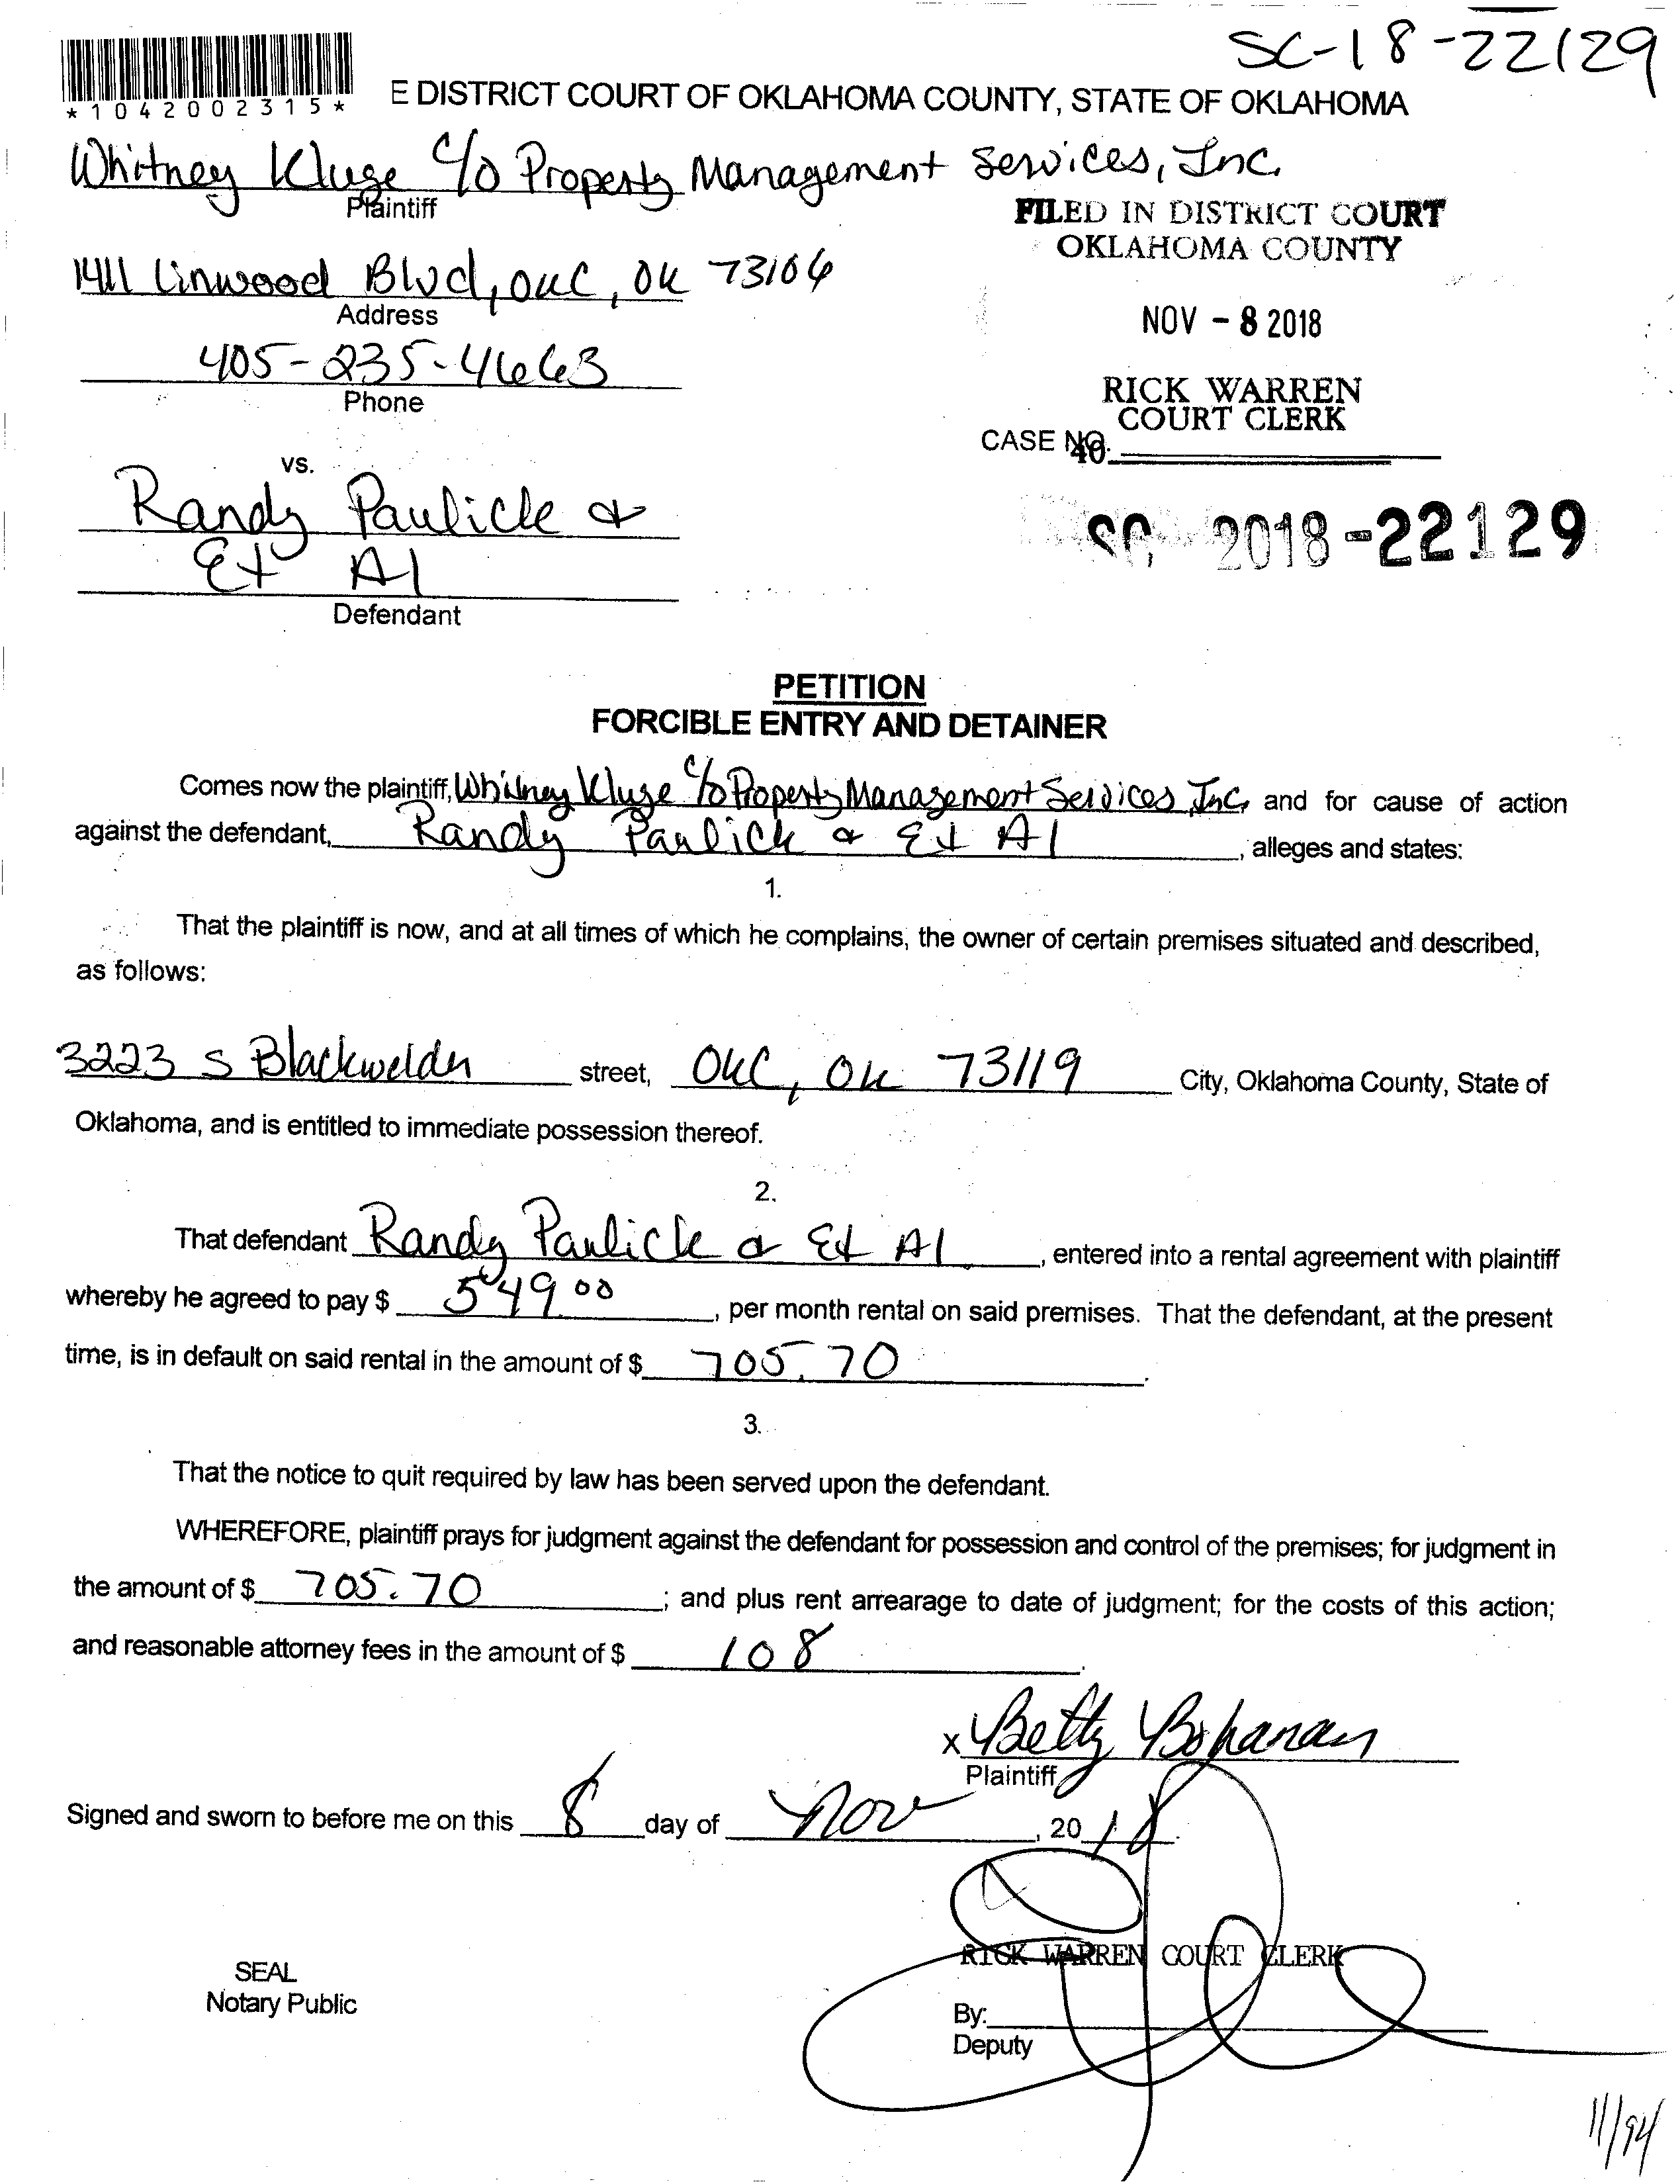 SC-18-22129
*1042002315*
E DISTRICT COURT OF OKLAHOMA COUNTY, STATE OF OKLAHOMA
Whitney Kluge c/o Property Management Services, Inc.
Plaintiff
FILED IN DISTRICT COURT
OKLAHOMA COUNTY
1411 Linwood Blvd, OKC, OK 73106
Address
NOV - 8 2018
405-235-4663
Phone
RICK WARREN
COURT CLERK
CASE NO.
40
vs.
Randy Paulick &
Et Al
Defendant
SC 2018-22129
PETITION
FORCIBLE ENTRY AND DETAINER
Comes now the plaintiff, Whitney Kluge c/o Property Management Services, Inc, and for cause of action
against the defendant, Randy Paulick & Et Al, alleges and states:
1.
That the plaintiff is now, and at all times of which he complains, the owner of certain premises situated and described,
as follows:
3223 S Blackwelder street, OKC, OK 73119 City, Oklahoma County, State of
Oklahoma, and is entitled to immediate possession thereof.
2.
That defendant Randy Paulick & Et Al, entered into a rental agreement with plaintiff
whereby he agreed to pay $ 549 00, per month rental on said premises. That the defendant, at the present
time, is in default on said rental in the amount of $ 705.70.
3.
That the notice to quit required by law has been served upon the defendant.
WHEREFORE, plaintiff prays for judgment against the defendant for possession and control of the premises; for judgment in
the amount of $ 705.70; and plus rent arrearage to date of judgment; for the costs of this action;
and reasonable attorney fees in the amount of $ 108.
x Betty Bohanan
Plaintiff
Signed and sworn to before me on this 8 day of Nov, 20 18.
RICK WARREN COURT CLERK
SEAL
Notary Public
By:
Deputy
11/94